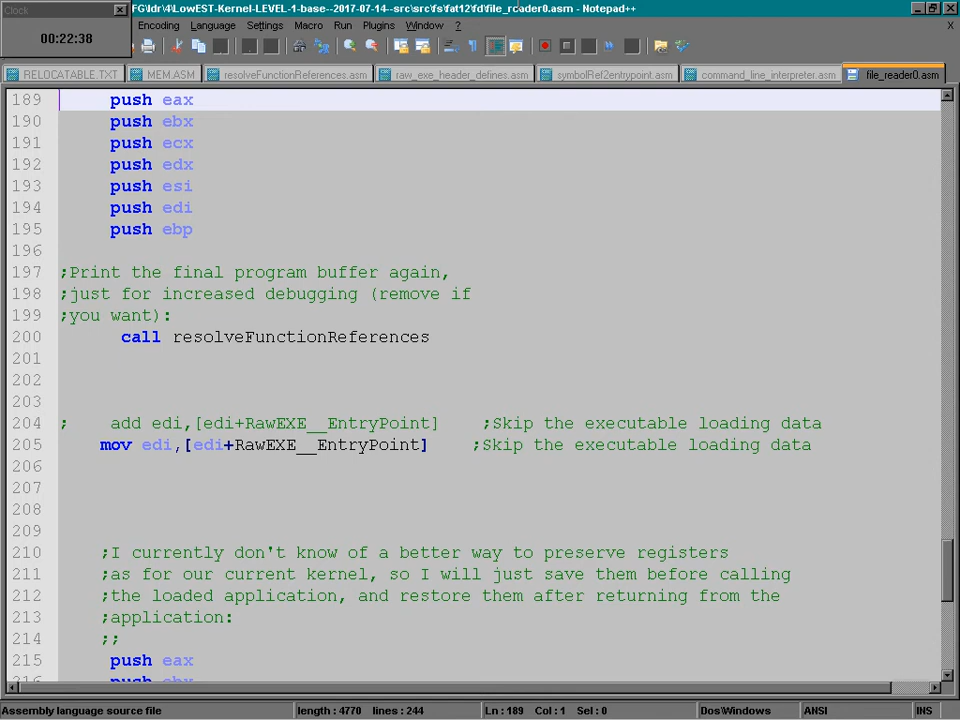 Clock
FG\ldr\4\LowEST-Kernel-LEVEL-1-base--2017-07-14--src\src\fs\fat12\fd\file_reader0.asm - Notepad++
00:22:38
Encoding Language Settings Macro Run Plugins Window ? X
RELOCATABLE.TXT MEM.ASM resolveFunctionReferences.asm raw_exe_header_defines.asm symbolRef2entrypoint.asm command_line_interpreter.asm file_reader0.asm
189 push eax
190 push ebx
191 push ecx
192 push edx
193 push esi
194 push edi
195 push ebp
196
197 ;Print the final program buffer again,
198 ;just for increased debugging (remove if
199 ;you want):
200 call resolveFunctionReferences
201
202
203
204 ; add edi,[edi+RawEXE__EntryPoint] ;Skip the executable loading data
205 mov edi,[edi+RawEXE__EntryPoint] ;Skip the executable loading data
206
207
208
209
210 ;I currently don't know of a better way to preserve registers
211 ;as for our current kernel, so I will just save them before calling
212 ;the loaded application, and restore them after returning from the
213 ;application:
214 ;;
215 push eax
push ebx
Assembly language source file length : 4770 lines : 244 Ln : 189 Col : 1 Sel : 0 Dos\Windows ANSI INS